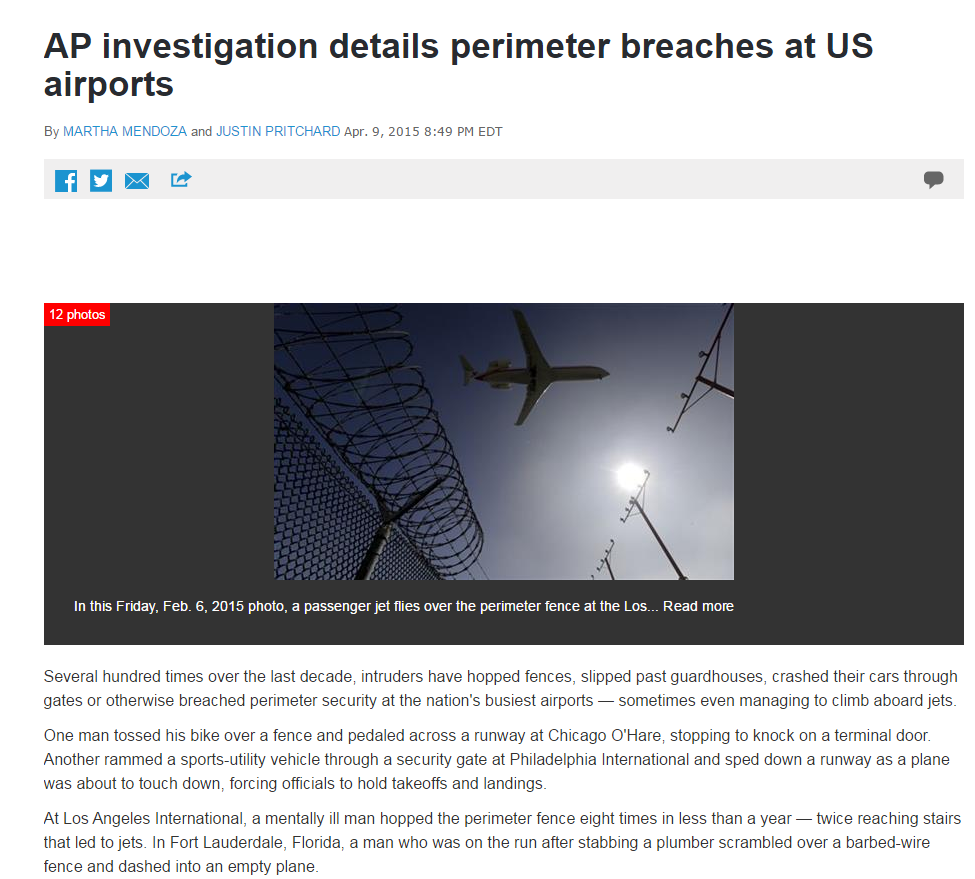 AP investigation details perimeter breaches at US
airports
By MARTHA MENDOZA and JUSTIN PRITCHARD Apr. 9, 2015 8:49 PM EDT
12 photos
In this Friday, Feb. 6, 2015 photo, a passenger jet flies over the perimeter fence at the Los... Read more
Several hundred times over the last decade, intruders have hopped fences, slipped past guardhouses, crashed their cars through
gates or otherwise breached perimeter security at the nation's busiest airports — sometimes even managing to climb aboard jets.
One man tossed his bike over a fence and pedaled across a runway at Chicago O'Hare, stopping to knock on a terminal door.
Another rammed a sports-utility vehicle through a security gate at Philadelphia International and sped down a runway as a plane
was about to touch down, forcing officials to hold takeoffs and landings.
At Los Angeles International, a mentally ill man hopped the perimeter fence eight times in less than a year — twice reaching stairs
that led to jets. In Fort Lauderdale, Florida, a man who was on the run after stabbing a plumber scrambled over a barbed-wire
fence and dashed into an empty plane.